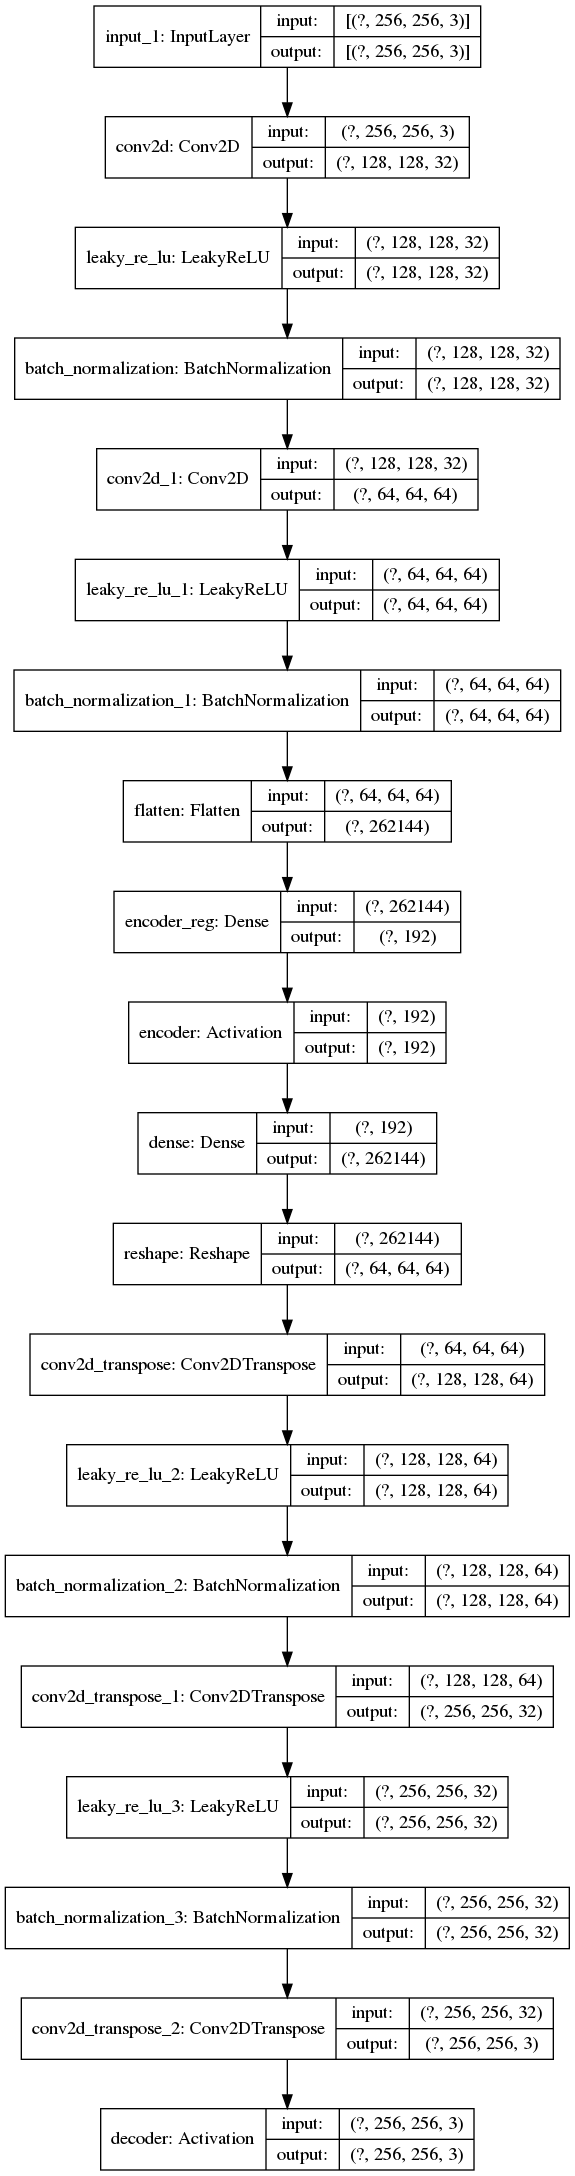 input_1: InputLayer
input: [(?, 256, 256, 3)]
output: [(?, 256, 256, 3)]
conv2d: Conv2D
input: (?, 256, 256, 3)
output: (?, 128, 128, 32)
leaky_re_lu: LeakyReLU
input: (?, 128, 128, 32)
output: (?, 128, 128, 32)
batch_normalization: BatchNormalization
input: (?, 128, 128, 32)
output: (?, 128, 128, 32)
conv2d_1: Conv2D
input: (?, 128, 128, 32)
output: (?, 64, 64, 64)
leaky_re_lu_1: LeakyReLU
input: (?, 64, 64, 64)
output: (?, 64, 64, 64)
batch_normalization_1: BatchNormalization
input: (?, 64, 64, 64)
output: (?, 64, 64, 64)
flatten: Flatten
input: (?, 64, 64, 64)
output: (?, 262144)
encoder_reg: Dense
input: (?, 262144)
output: (?, 192)
encoder: Activation
input: (?, 192)
output: (?, 192)
dense: Dense
input: (?, 192)
output: (?, 262144)
reshape: Reshape
input: (?, 262144)
output: (?, 64, 64, 64)
conv2d_transpose: Conv2DTranspose
input: (?, 64, 64, 64)
output: (?, 128, 128, 64)
leaky_re_lu_2: LeakyReLU
input: (?, 128, 128, 64)
output: (?, 128, 128, 64)
batch_normalization_2: BatchNormalization
input: (?, 128, 128, 64)
output: (?, 128, 128, 64)
conv2d_transpose_1: Conv2DTranspose
input: (?, 128, 128, 64)
output: (?, 256, 256, 32)
leaky_re_lu_3: LeakyReLU
input: (?, 256, 256, 32)
output: (?, 256, 256, 32)
batch_normalization_3: BatchNormalization
input: (?, 256, 256, 32)
output: (?, 256, 256, 32)
conv2d_transpose_2: Conv2DTranspose
input: (?, 256, 256, 32)
output: (?, 256, 256, 3)
decoder: Activation
input: (?, 256, 256, 3)
output: (?, 256, 256, 3)